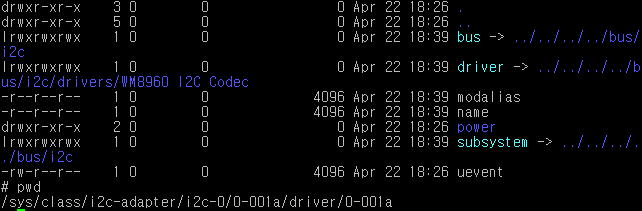 drwxr-xr-x 3 0 0 0 Apr 22 18:26 .
drwxr-xr-x 5 0 0 0 Apr 22 18:26 ..
lrwxrwxrwx 1 0 0 0 Apr 22 18:39 bus -> ../../../../bus/
i2c
lrwxrwxrwx 1 0 0 0 Apr 22 18:39 driver -> ../../../../b
us/i2c/drivers/WM8960 I2C Codec
-r--r--r-- 1 0 0 4096 Apr 22 18:39 modalias
-r--r--r-- 1 0 0 4096 Apr 22 18:39 name
drwxr-xr-x 2 0 0 0 Apr 22 18:26 power
lrwxrwxrwx 1 0 0 0 Apr 22 18:39 subsystem -> ../../../.
./bus/i2c
-rw-r--r-- 1 0 0 4096 Apr 22 18:26 uevent
# pwd
/sys/class/i2c-adapter/i2c-0/0-001a/driver/0-001a